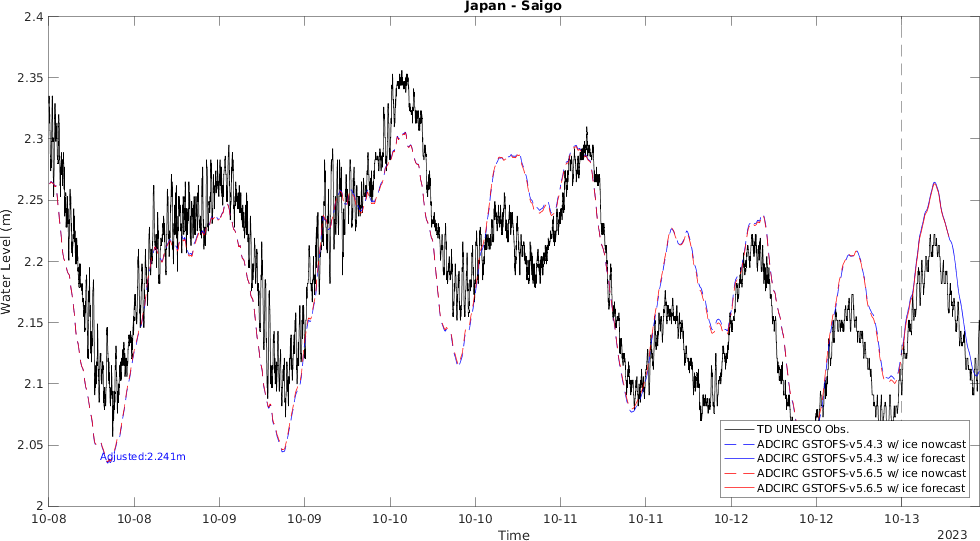 Japan - Saigo
2.4
2.35
2.3
2.25
2.2
2.15
2.1
2.05
2
Water Level (m)
Adjusted:2.241m
TD UNESCO Obs.
ADCIRC GSTOFS-v5.4.3 w/ ice nowcast
ADCIRC GSTOFS-v5.4.3 w/ ice forecast
ADCIRC GSTOFS-v5.6.5 w/ ice nowcast
ADCIRC GSTOFS-v5.6.5 w/ ice forecast
10-08 10-08 10-09 10-09 10-10 10-10 10-11 10-11 10-12 10-12 10-13
Time
2023